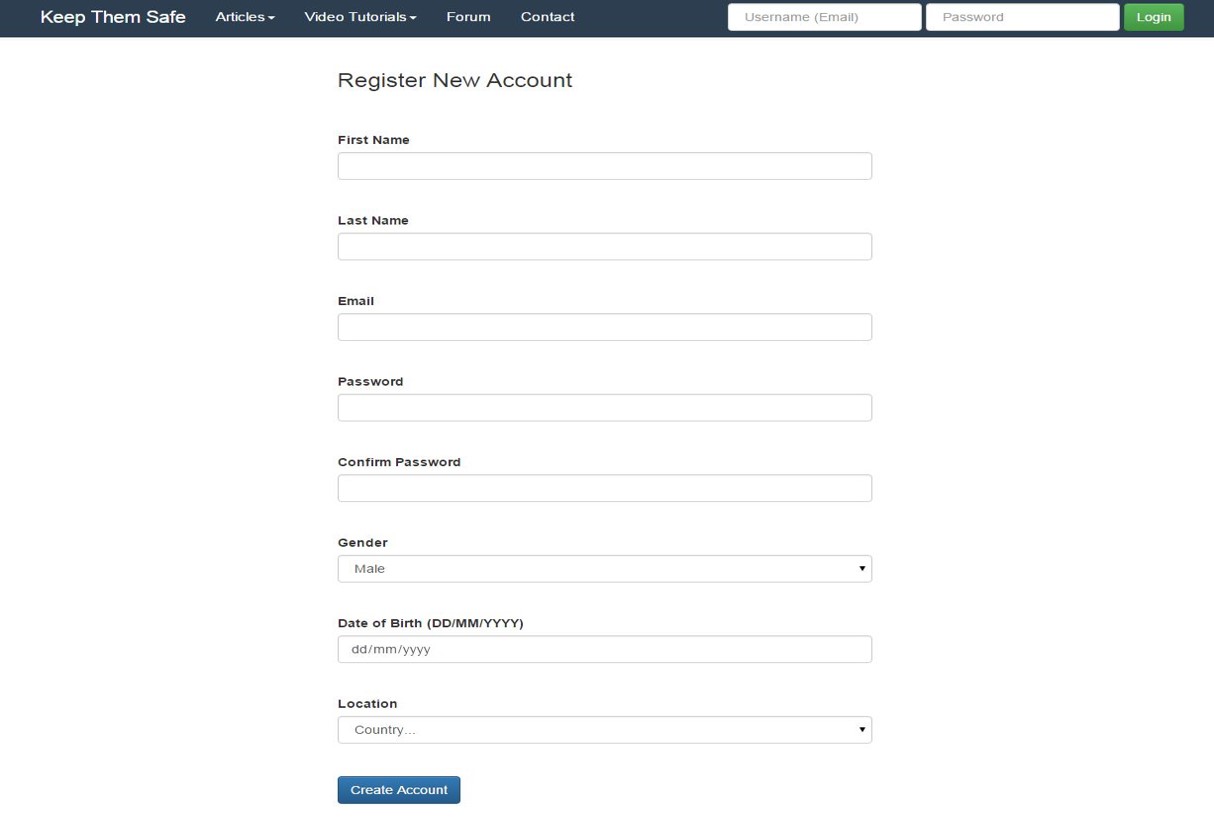 Keep Them Safe Articles Video Tutorials Forum Contact Username (Email) Password Login
Register New Account
First Name
Last Name
Email
Password
Confirm Password
Gender
Male
Date of Birth (DD/MM/YYYY)
dd/mm/yyyy
Location
Country...
Create Account